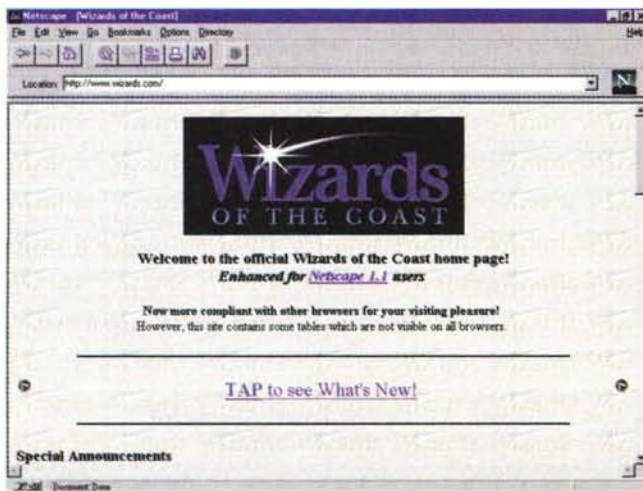 Netscape - [Wizards of the Coast]
File Edit View Go Bookmarks Options Directory Help
Location: http://www.wizards.com/
N
Wizards
OF THE COAST
Welcome to the official Wizards of the Coast home page!
Enhanced for Netscape 1.1 users
Now more compliant with other browsers for your visiting pleasure!
However, this site contains some tables which are not visible on all browsers.
TAP to see What's New!
Special Announcements
Document: Done